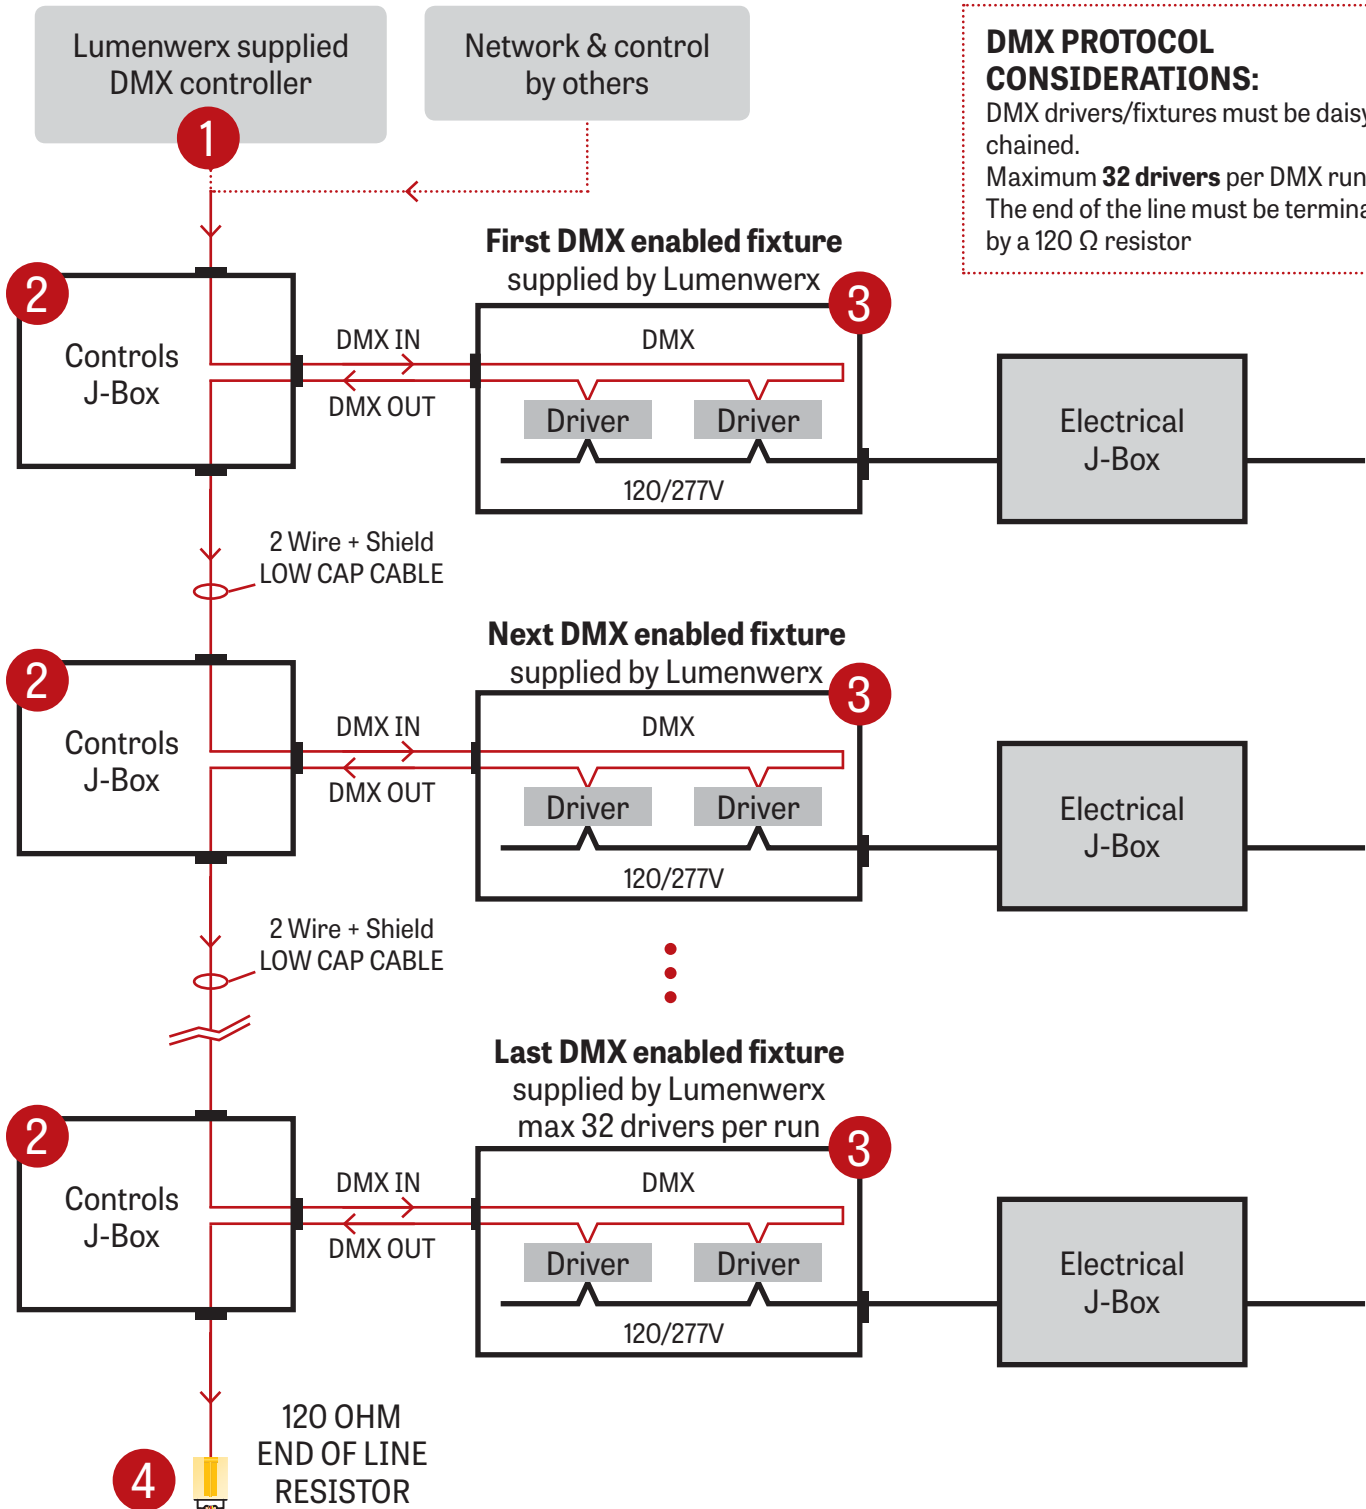 Lumenwerx supplied
DMX controller
1
Network & control
by others
DMX PROTOCOL
CONSIDERATIONS:
DMX drivers/fixtures must be daisy
chained.
Maximum 32 drivers per DMX run
The end of the line must be termina
by a 120 Ω resistor
First DMX enabled fixture
supplied by Lumenwerx
2
Controls
J-Box
DMX IN
DMX OUT
3
DMX
Driver
Driver
120/277V
Electrical
J-Box
2 Wire + Shield
LOW CAP CABLE
Next DMX enabled fixture
supplied by Lumenwerx
2
Controls
J-Box
DMX IN
DMX OUT
3
DMX
Driver
Driver
120/277V
Electrical
J-Box
2 Wire + Shield
LOW CAP CABLE
Last DMX enabled fixture
supplied by Lumenwerx
max 32 drivers per run
2
Controls
J-Box
DMX IN
DMX OUT
3
DMX
Driver
Driver
120/277V
Electrical
J-Box
4
120 OHM
END OF LINE
RESISTOR